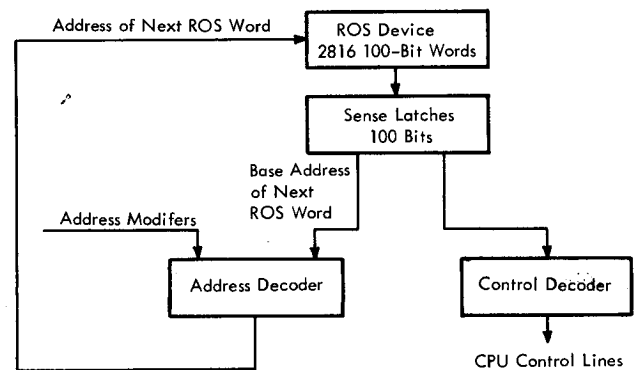 Address of Next ROS Word
ROS Device
2816 100-Bit Words
Sense Latches
100 Bits
Base Address
of Next
ROS Word
Address Modifers
Address Decoder
Control Decoder
CPU Control Lines